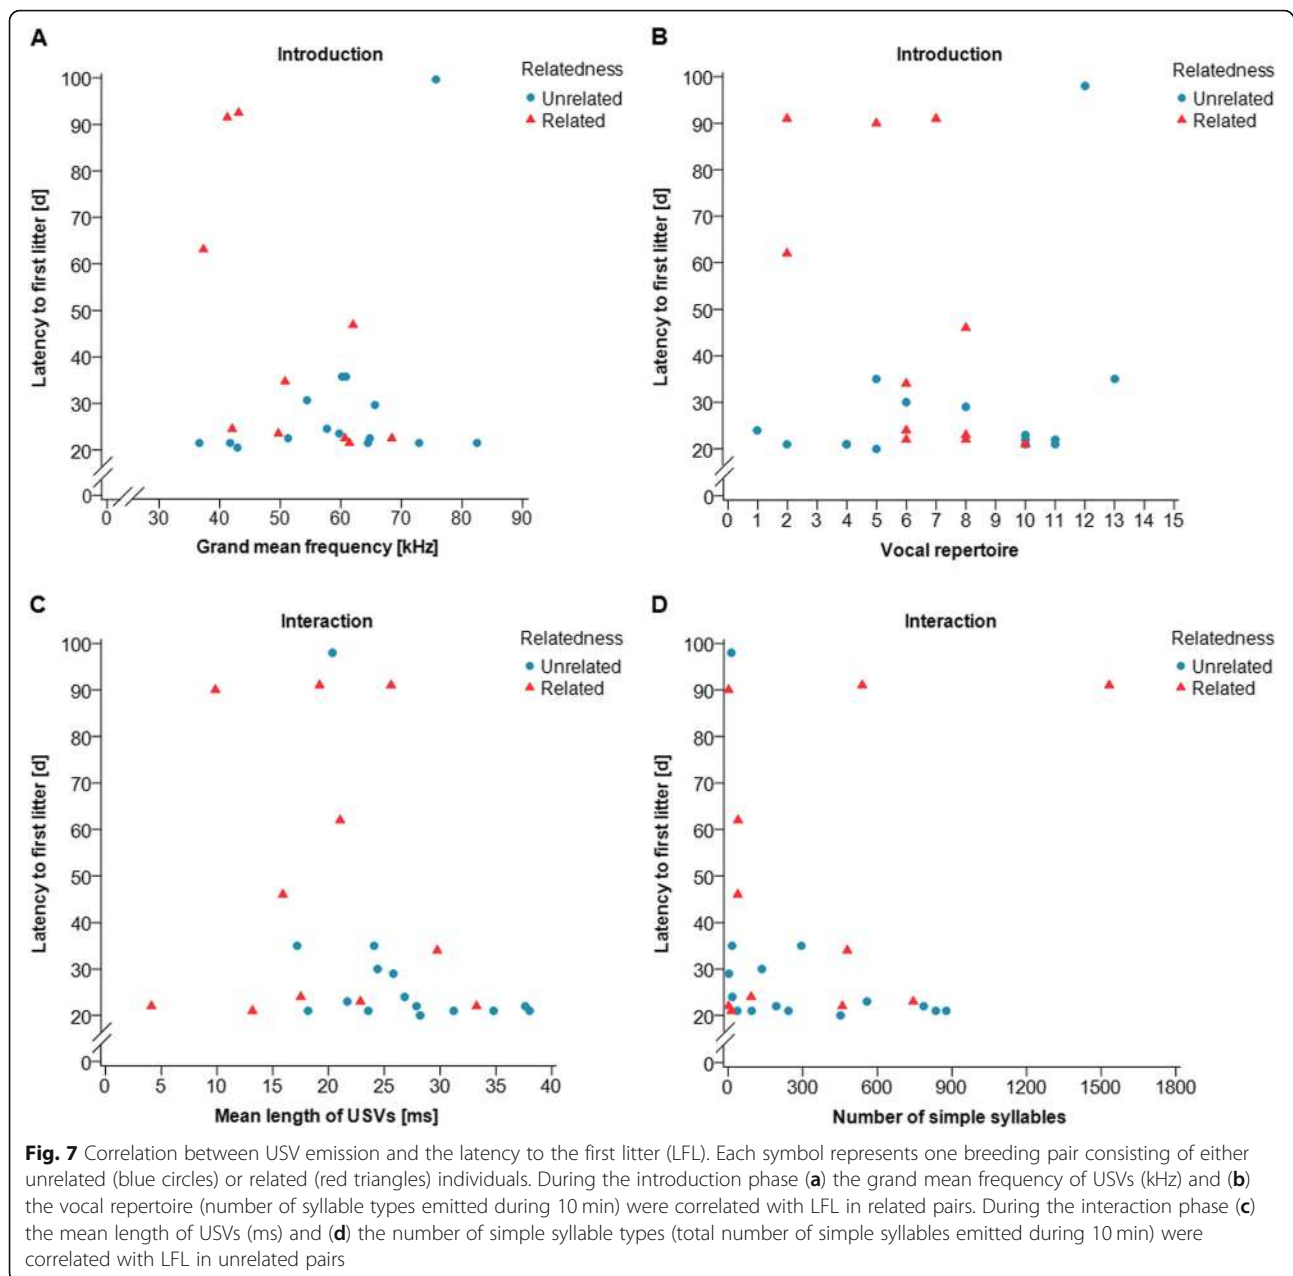 A
Introduction
Relatedness
Unrelated
Related
Latency to first litter [d]
100
90
80
70
60
50
40
30
20
0
0 30 40 50 60 70 80 90
Grand mean frequency [kHz]
B
Introduction
Relatedness
Unrelated
Related
Latency to first litter [d]
100
90
80
70
60
50
40
30
20
0
0 1 2 3 4 5 6 7 8 9 10 11 12 13 14 15
Vocal repertoire
C
Interaction
Relatedness
Unrelated
Related
Latency to first litter [d]
100
90
80
70
60
50
40
30
20
0
0 5 10 15 20 25 30 35 40
Mean length of USVs [ms]
D
Interaction
Relatedness
Unrelated
Related
Latency to first litter [d]
100
90
80
70
60
50
40
30
20
0
0 300 600 900 1200 1500 1800
Number of simple syllables
Fig. 7 Correlation between USV emission and the latency to the first litter (LFL). Each symbol represents one breeding pair consisting of either
unrelated (blue circles) or related (red triangles) individuals. During the introduction phase (a) the grand mean frequency of USVs (kHz) and (b)
the vocal repertoire (number of syllable types emitted during 10 min) were correlated with LFL in related pairs. During the interaction phase (c)
the mean length of USVs (ms) and (d) the number of simple syllable types (total number of simple syllables emitted during 10 min) were
correlated with LFL in unrelated pairs